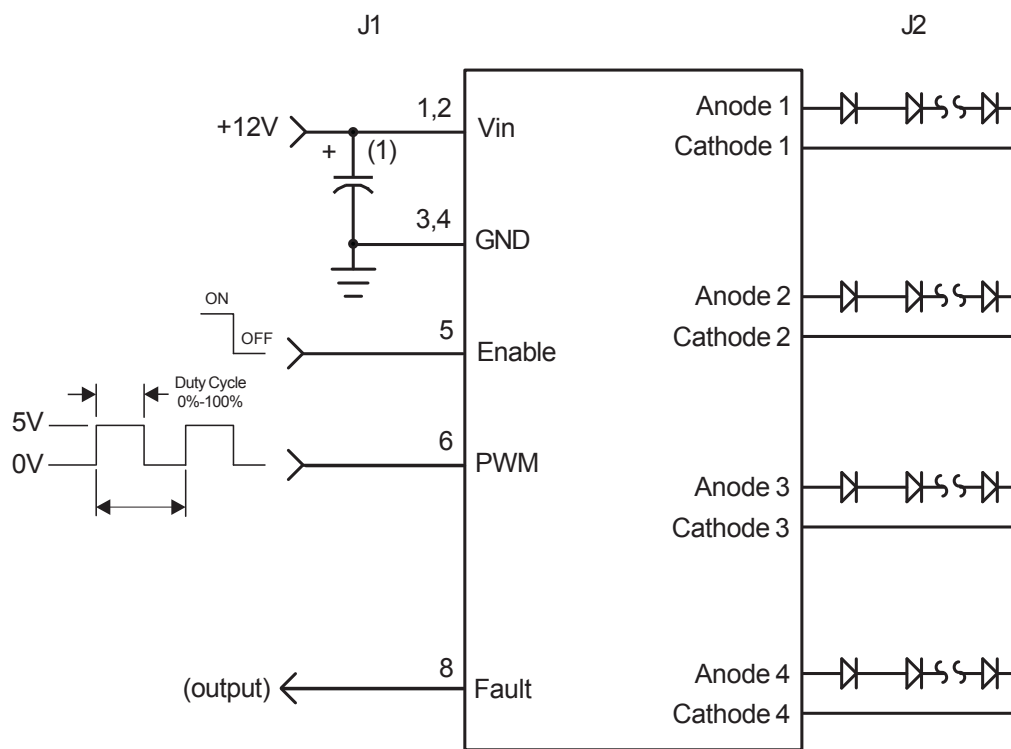 J1
J2
+12V
1,2
Vin
+
(1)
3,4
GND
ON
OFF
5
Enable
Duty Cycle
0%-100%
5V
0V
6
PWM
(output)
8
Fault
Anode 1
Cathode 1
Anode 2
Cathode 2
Anode 3
Cathode 3
Anode 4
Cathode 4